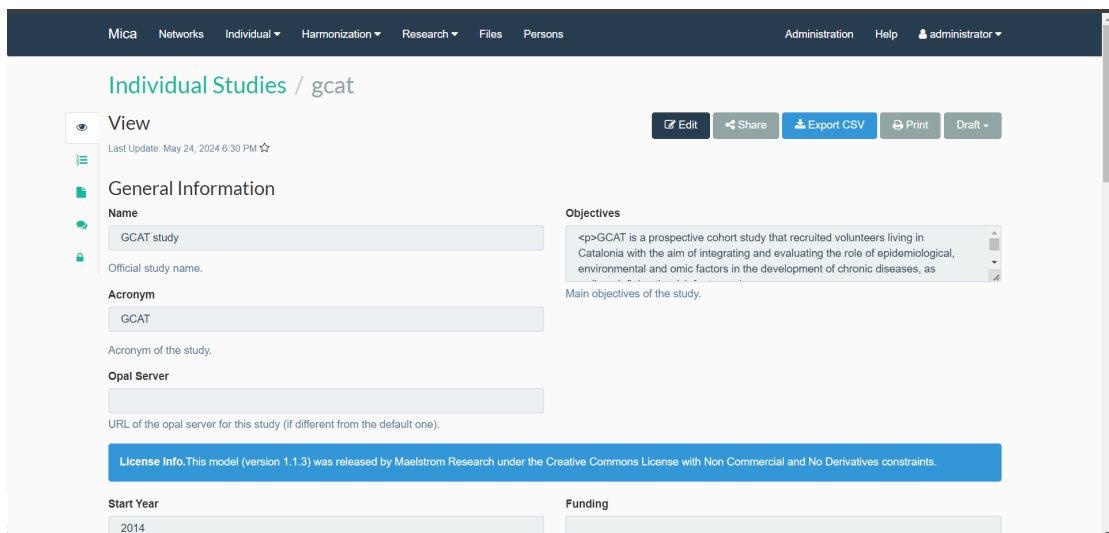 Mica Networks Individual Harmonization Research Files Persons Administration Help administrator
Individual Studies / gcat
View
Edit Share Export CSV Print Draft
Last Update: May 24, 2024 6:30 PM
General Information
Name
GCAT study
Official study name.
Acronym
GCAT
Acronym of the study.
Opal Server
URL of the opal server for this study (if different from the default one).
Objectives
<p>GCAT is a prospective cohort study that recruited volunteers living in
Catalonia with the aim of integrating and evaluating the role of epidemiological,
environmental and omic factors in the development of chronic diseases, as
Main objectives of the study.
License Info.This model (version 1.1.3) was released by Maelstrom Research under the Creative Commons License with Non Commercial and No Derivatives constraints.
Start Year
2014
Funding